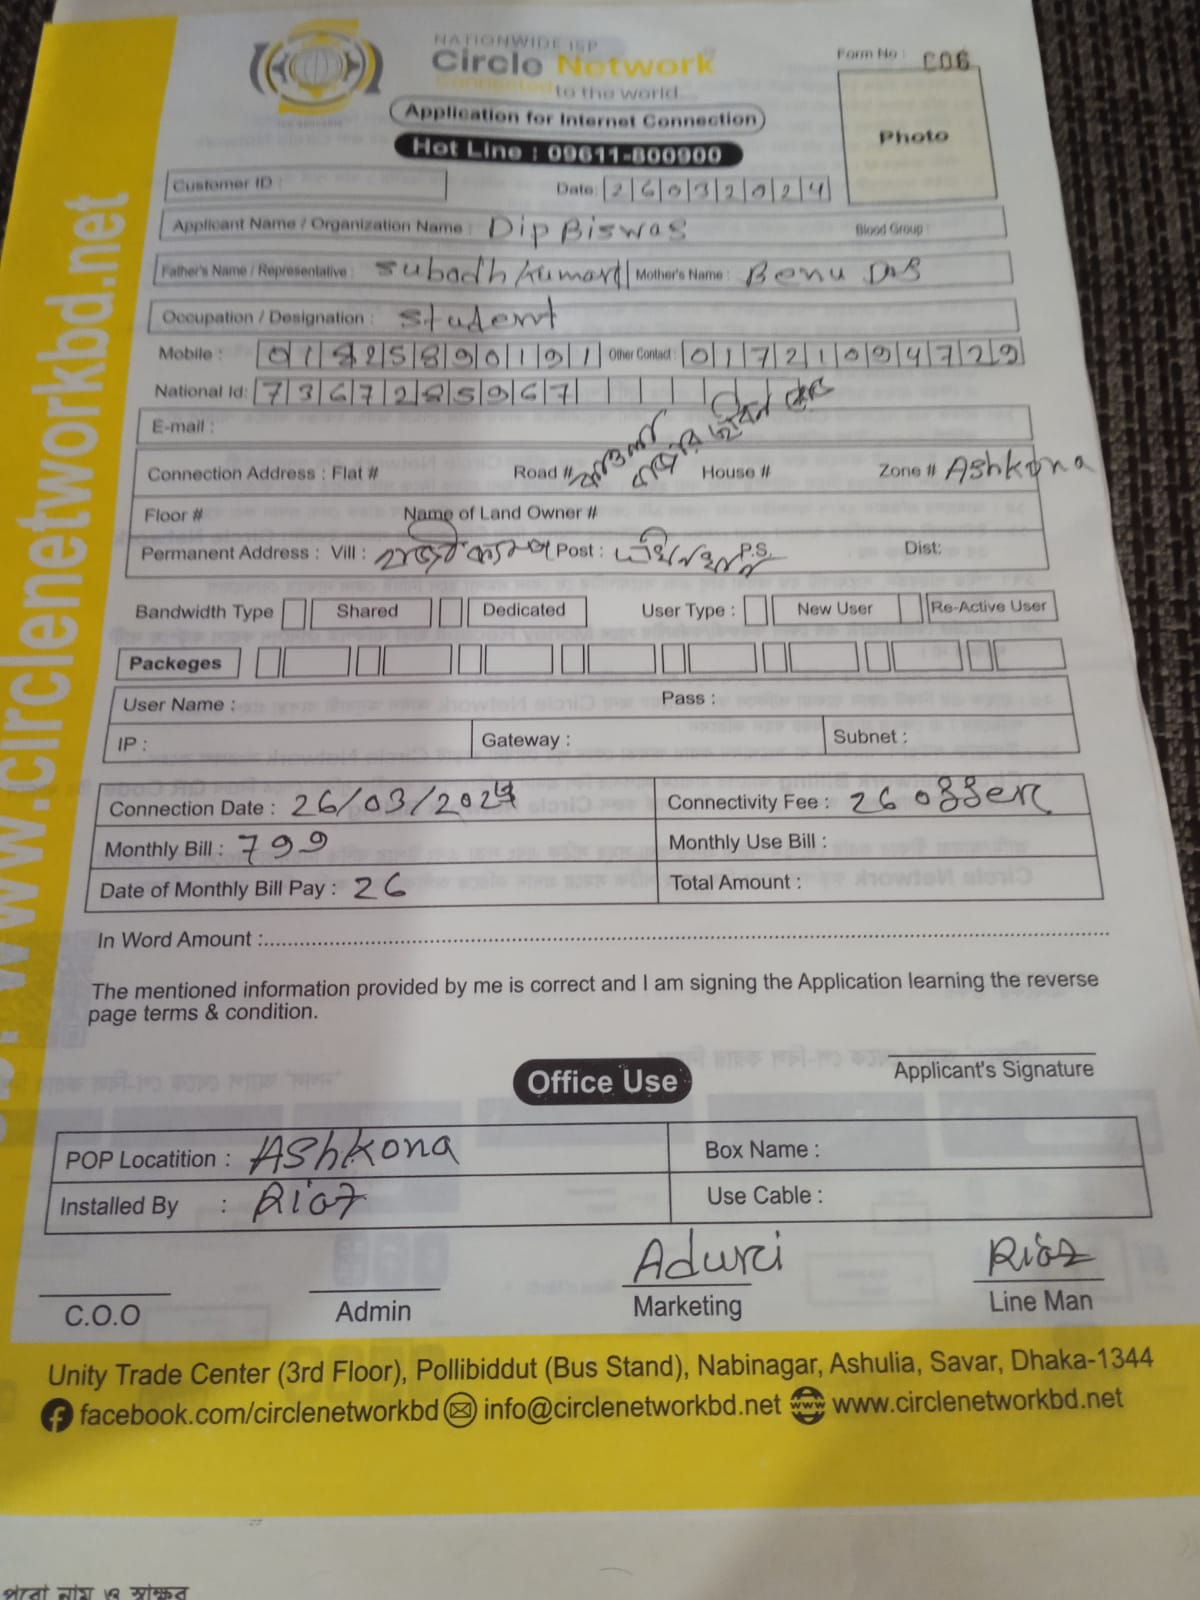 NATIONWIDE ISP
Circle Network
Connected to the world...
Form No : C06
Application for Internet Connection
Hot Line : 09611-800900
Photo
Customer ID :
Date: 26032024
Applicant Name / Organization Name : Dip Biswas Blood Group :
Father's Name / Representative : Subodh Kumar Mother's Name : Benu Das
Occupation / Designation : Student
Mobile : 01825890191 Other Contact : 01721094729
National Id: 7367285967
E-mail :
Connection Address : Flat # Road # House # Zone # Ashkona
Floor # Name of Land Owner #
Permanent Address : Vill : Post : P.S. Dist:
Bandwidth Type Shared Dedicated User Type : New User Re-Active User
Packeges
User Name : Pass :
IP : Gateway : Subnet :
Connection Date : 26/03/2024 Connectivity Fee : 26 offer
Monthly Bill : 799 Monthly Use Bill :
Date of Monthly Bill Pay : 26 Total Amount :
In Word Amount :
The mentioned information provided by me is correct and I am signing the Application learning the reverse
page terms & condition.
Applicant's Signature
Office Use
POP Locatition : Ashkona Box Name :
Installed By : Riaz Use Cable :
Riaz
C.O.O Admin Marketing Line Man
Unity Trade Center (3rd Floor), Pollibiddut (Bus Stand), Nabinagar, Ashulia, Savar, Dhaka-1344
facebook.com/circlenetworkbd info@circlenetworkbd.net www.circlenetworkbd.net
www.circlenetworkbd.net